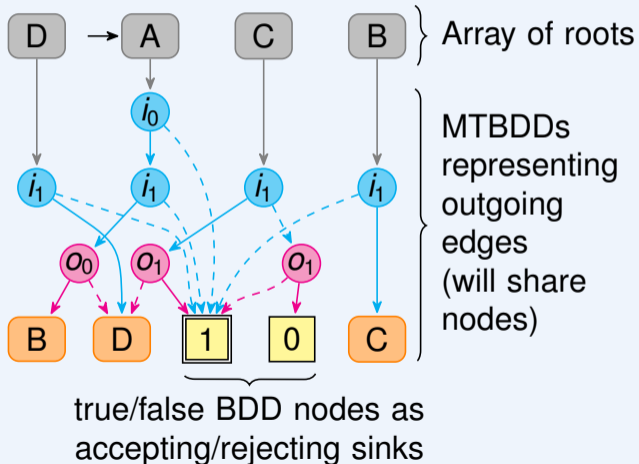 D A C B Array of roots
i0
i1 i1 i1 i1
o0 o1 o1
B D 1 0 C
MTBDDs
representing
outgoing
edges
(will share
nodes)
true/false BDD nodes as
accepting/rejecting sinks